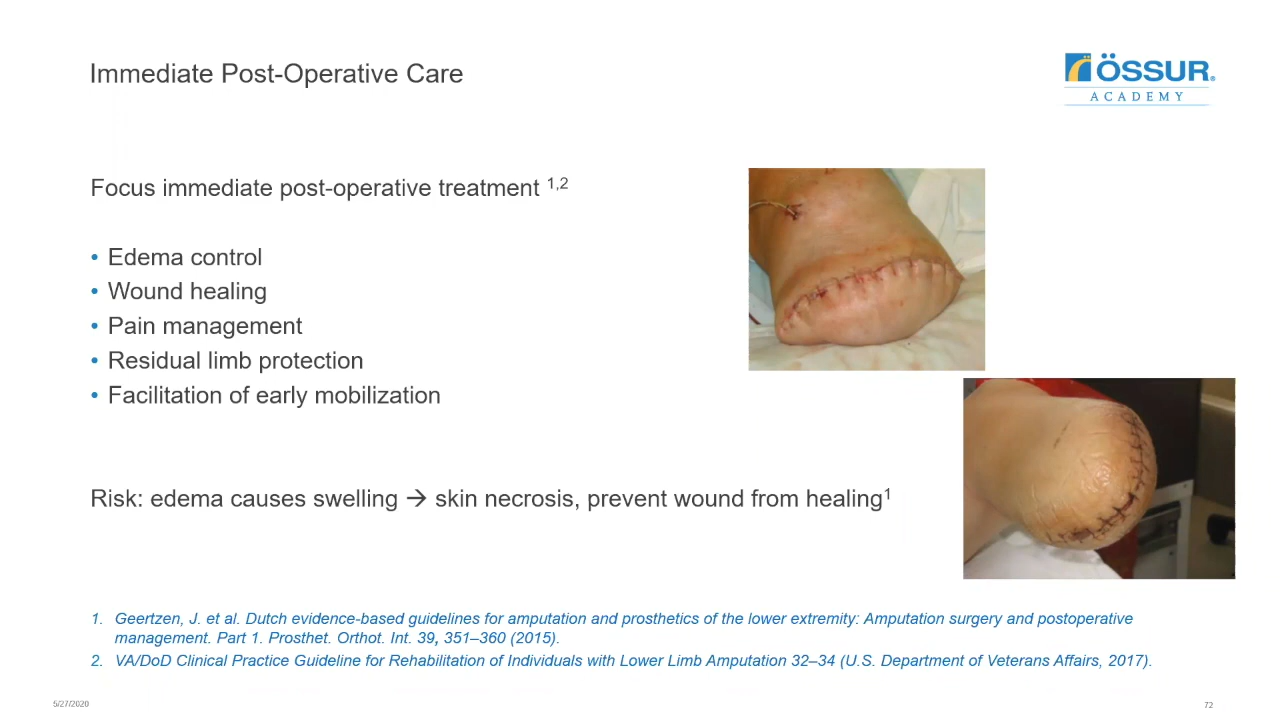 Immediate Post-Operative Care
ÖSSUR®
ACADEMY
Focus immediate post-operative treatment 1,2
• Edema control
• Wound healing
• Pain management
• Residual limb protection
• Facilitation of early mobilization
Risk: edema causes swelling → skin necrosis, prevent wound from healing1
1. Geertzen, J. et al. Dutch evidence-based guidelines for amputation and prosthetics of the lower extremity: Amputation surgery and postoperative
management. Part 1. Prosthet. Orthot. Int. 39, 351–360 (2015).
2. VA/DoD Clinical Practice Guideline for Rehabilitation of Individuals with Lower Limb Amputation 32–34 (U.S. Department of Veterans Affairs, 2017).
5/27/2020
72